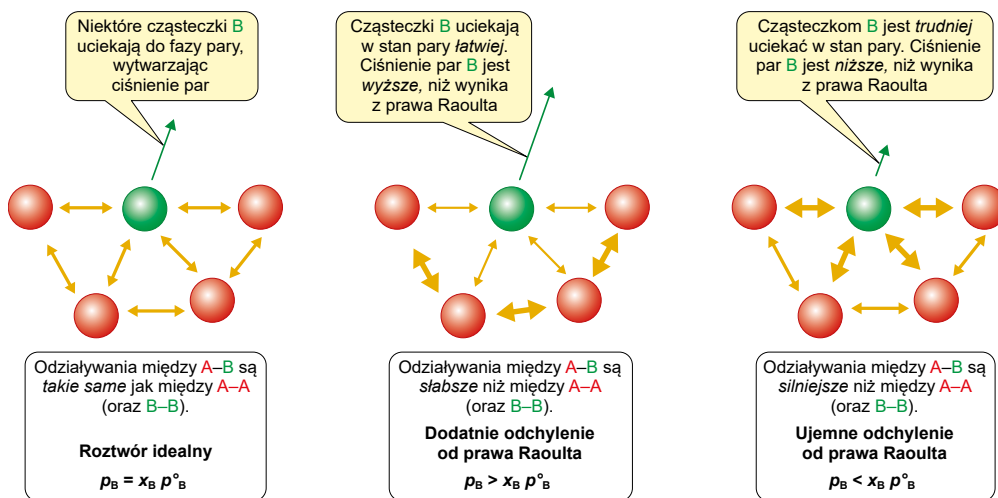 Niektóre cząsteczki B
uciekają do fazy pary,
wytwarzając
ciśnienie par
Cząsteczki B uciekają
w stan pary łatwiej.
Ciśnienie par B jest
wyższe, niż wynika
z prawa Raoulta
Cząsteczkom B jest trudniej
uciekać w stan pary. Ciśnienie
par B jest niższe, niż wynika
z prawa Raoulta
Odziaływania między A–B są
takie same jak między A–A
(oraz B–B).
Roztwór idealny
pB = xB p°B
Odziaływania między A–B są
słabsze niż między A–A
(oraz B–B).
Dodatnie odchylenie
od prawa Raoulta
pB > xB p°B
Odziaływania między A–B są
silniejsze niż między A–A
(oraz B–B).
Ujemne odchylenie
od prawa Raoulta
pB < xB p°B